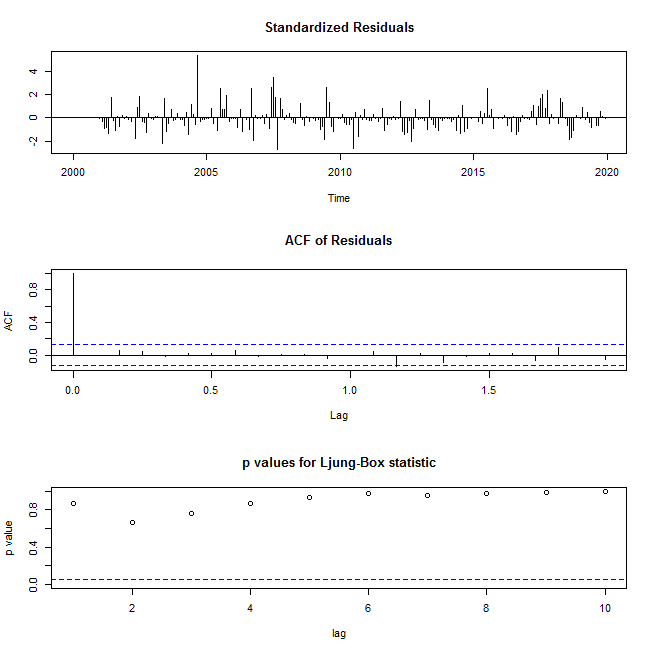 Standardized Residuals
4
2
0
-2
2000 2005 2010 2015 2020
Time
ACF of Residuals
ACF
0.8
0.4
0.0
0.0 0.5 1.0 1.5
Lag
p values for Ljung-Box statistic
p value
0.8
0.4
0.0
2 4 6 8 10
lag